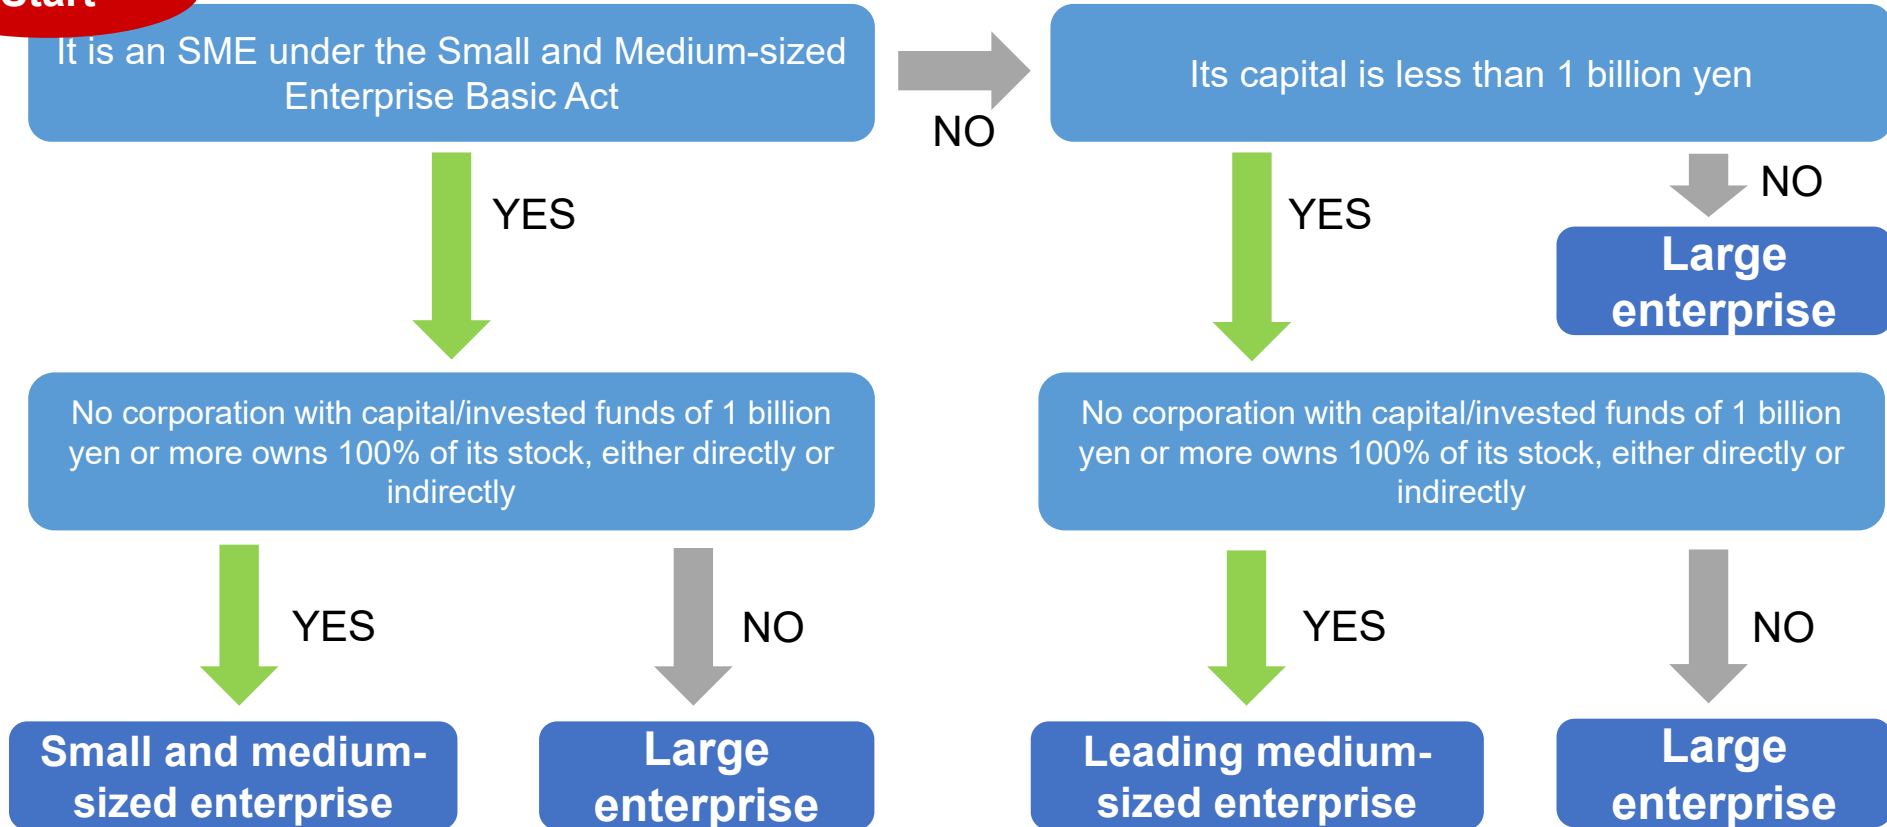 Start
It is an SME under the Small and Medium-sized
Enterprise Basic Act
NO
Its capital is less than 1 billion yen
YES
YES
NO
Large
enterprise
No corporation with capital/invested funds of 1 billion
yen or more owns 100% of its stock, either directly or
indirectly
No corporation with capital/invested funds of 1 billion
yen or more owns 100% of its stock, either directly or
indirectly
YES
NO
YES
NO
Small and medium-
sized enterprise
Large
enterprise
Leading medium-
sized enterprise
Large
enterprise